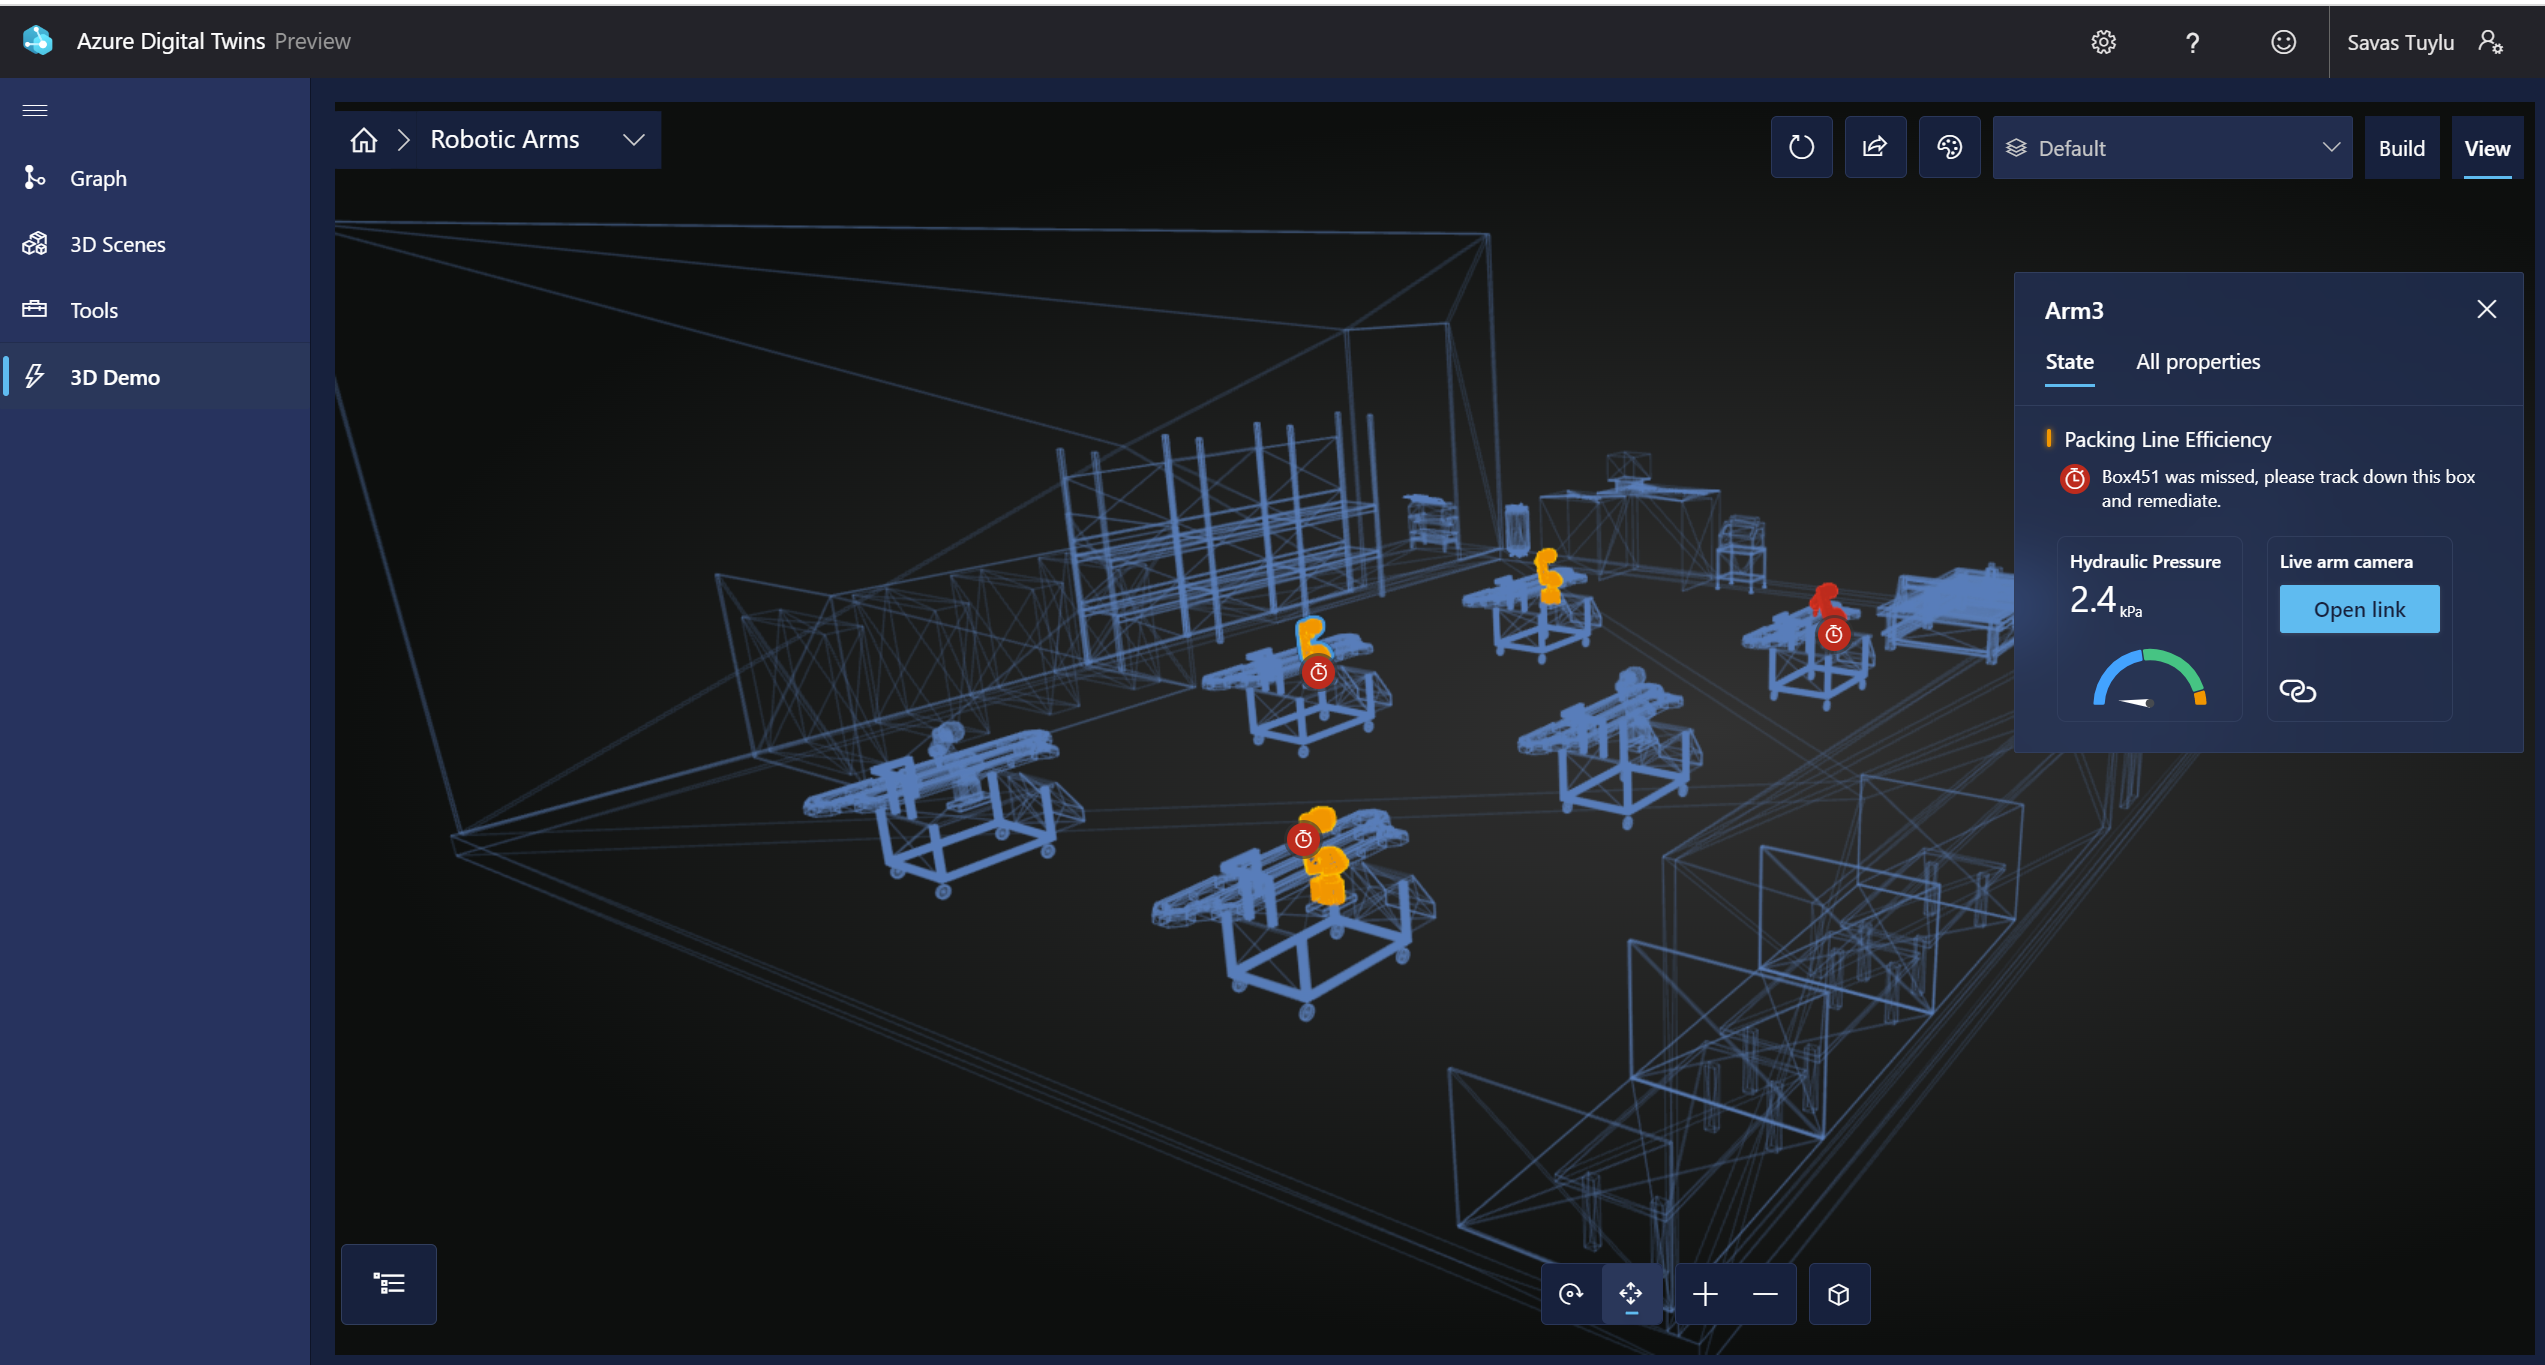 Azure Digital Twins Preview
? Savas Tuylu
Robotic Arms
Default
Build
View
Graph
3D Scenes
Tools
3D Demo
Arm3
State All properties
Packing Line Efficiency
Box451 was missed, please track down this box
and remediate.
Hydraulic Pressure
2.4 kPa
Live arm camera
Open link